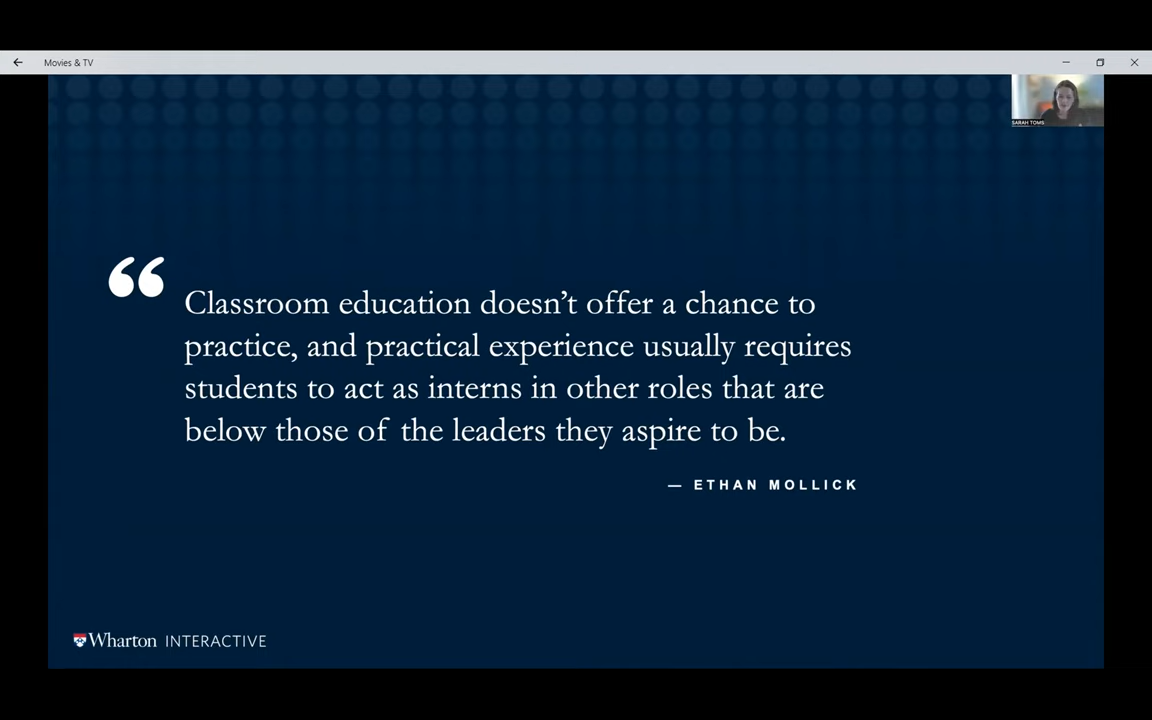 Movies & TV
SARAH TOMS
“
Classroom education doesn’t offer a chance to
practice, and practical experience usually requires
students to act as interns in other roles that are
below those of the leaders they aspire to be.
— ETHAN MOLLICK
Wharton INTERACTIVE